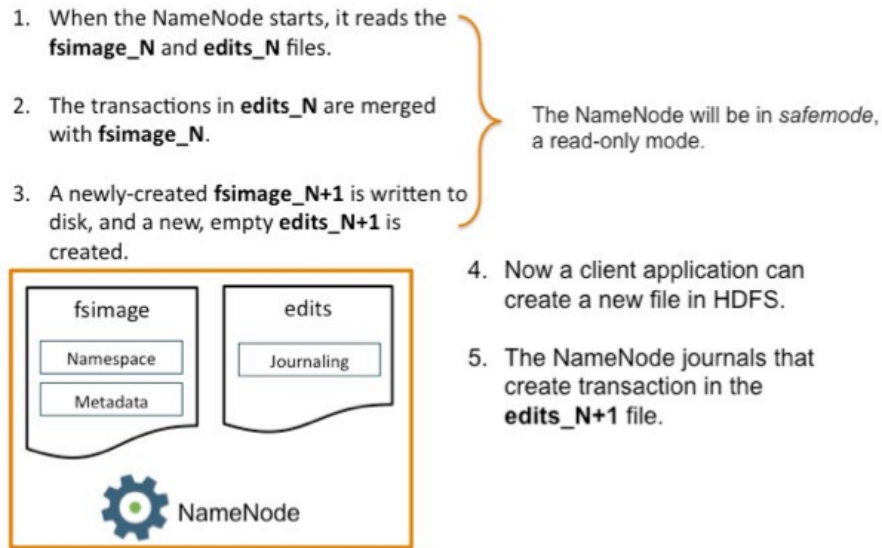 1. When the NameNode starts, it reads the
fsimage_N and edits_N files.
2. The transactions in edits_N are merged
with fsimage_N.
3. A newly-created fsimage_N+1 is written to
disk, and a new, empty edits_N+1 is
created.
The NameNode will be in safemode,
a read-only mode.
4. Now a client application can
create a new file in HDFS.
5. The NameNode journals that
create transaction in the
edits_N+1 file.
fsimage
Namespace
Metadata
edits
Journaling
NameNode